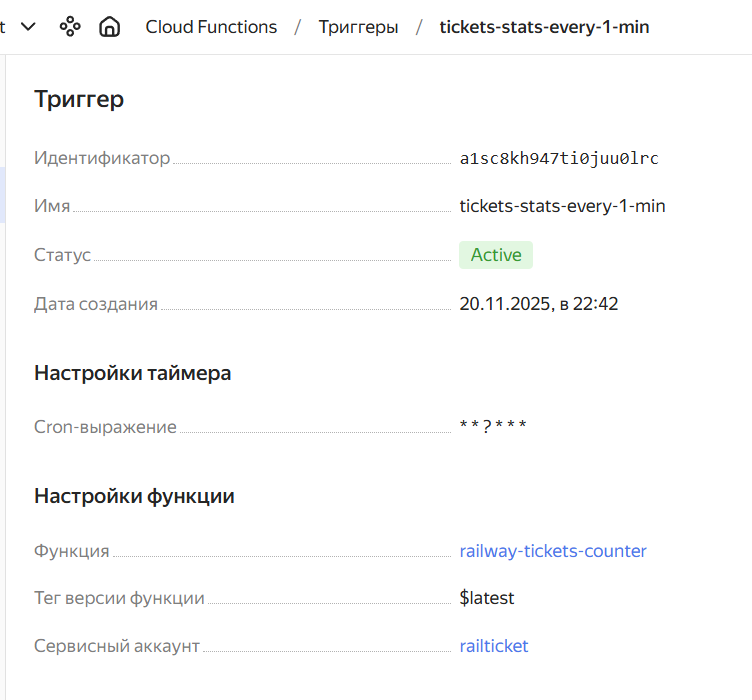 t Cloud Functions / Триггеры / tickets-stats-every-1-min
Триггер
Идентификатор a1sc8kh947ti0juu0lrc
Имя tickets-stats-every-1-min
Статус Active
Дата создания 20.11.2025, в 22:42
Настройки таймера
Cron-выражение * * ? * * *
Настройки функции
Функция railway-tickets-counter
Тег версии функции $latest
Сервисный аккаунт railticket